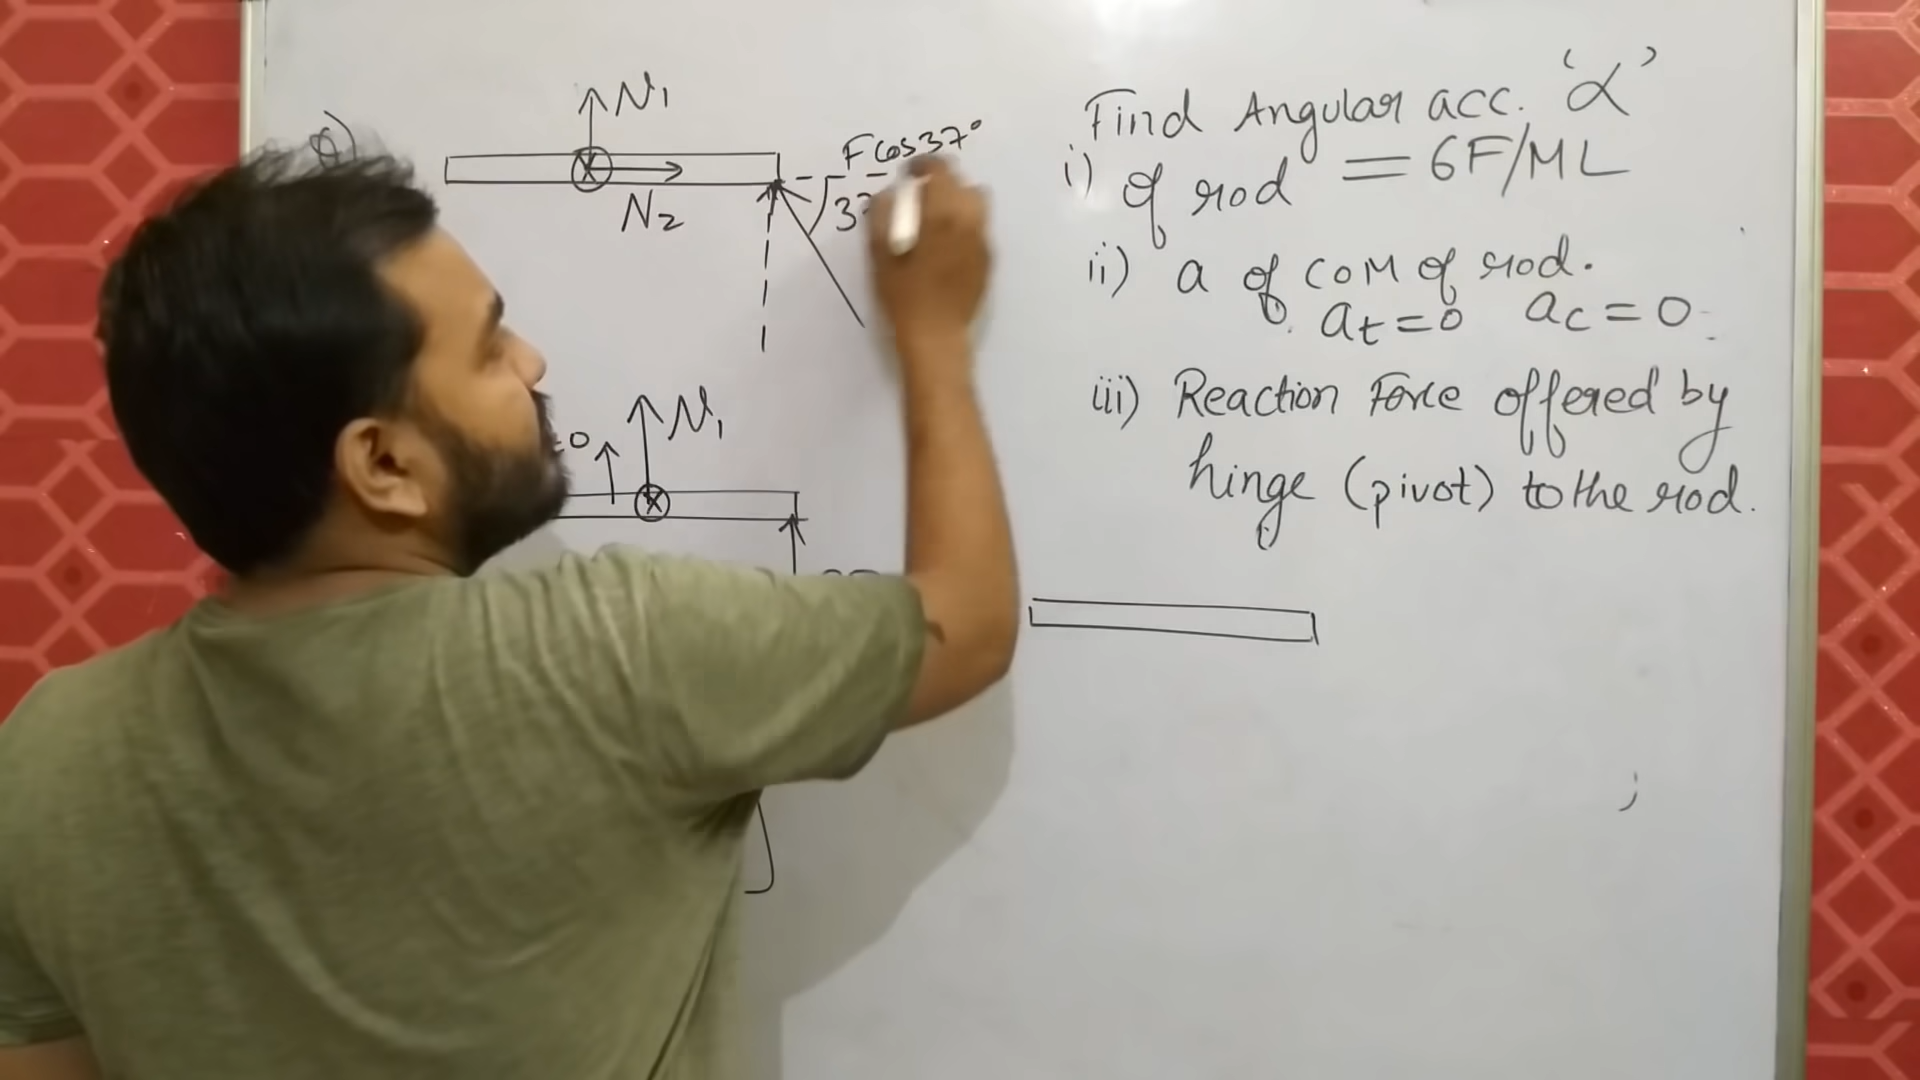 Q)
N₁
N₂
F Cos37°
N₁
Find Angular acc. 'α'
i) of rod = 6F/ML
ii) a of COM of rod.
at=0 ac=0
iii) Reaction Force offered by
hinge (pivot) to the rod.